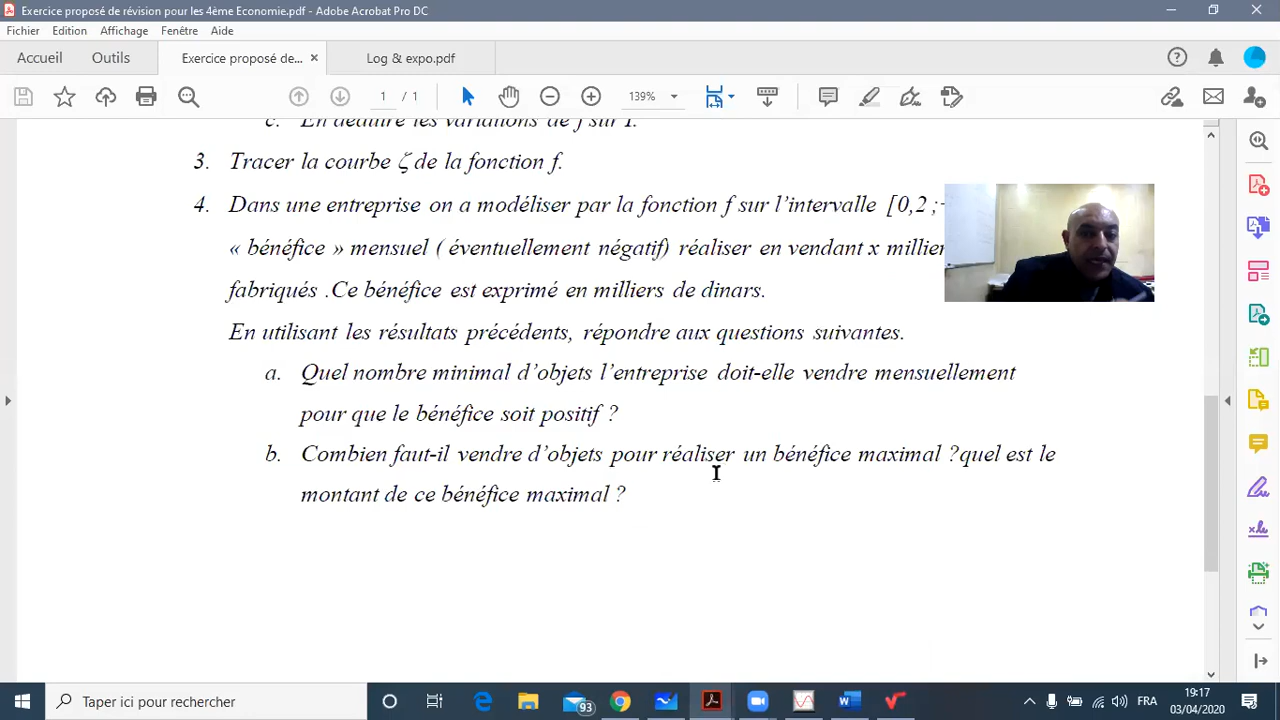 Exercice proposé de révision pour les 4ème Economie.pdf - Adobe Acrobat Pro DC
Fichier Edition Affichage Fenêtre Aide
Accueil Outils Exercice proposé de... × Log & expo.pdf
1 / 1 139%
c. En déduire les variations de f sur I.
3. Tracer la courbe ζ de la fonction f.
4. Dans une entreprise on a modéliser par la fonction f sur l'intervalle [0,2 ;
« bénéfice » mensuel ( éventuellement négatif) réaliser en vendant x millier
fabriqués .Ce bénéfice est exprimé en milliers de dinars.
En utilisant les résultats précédents, répondre aux questions suivantes.
a. Quel nombre minimal d'objets l'entreprise doit-elle vendre mensuellement
pour que le bénéfice soit positif ?
b. Combien faut-il vendre d'objets pour réaliser un bénéfice maximal ?quel est le
montant de ce bénéfice maximal ?
Taper ici pour rechercher
93
FRA
19:17
03/04/2020